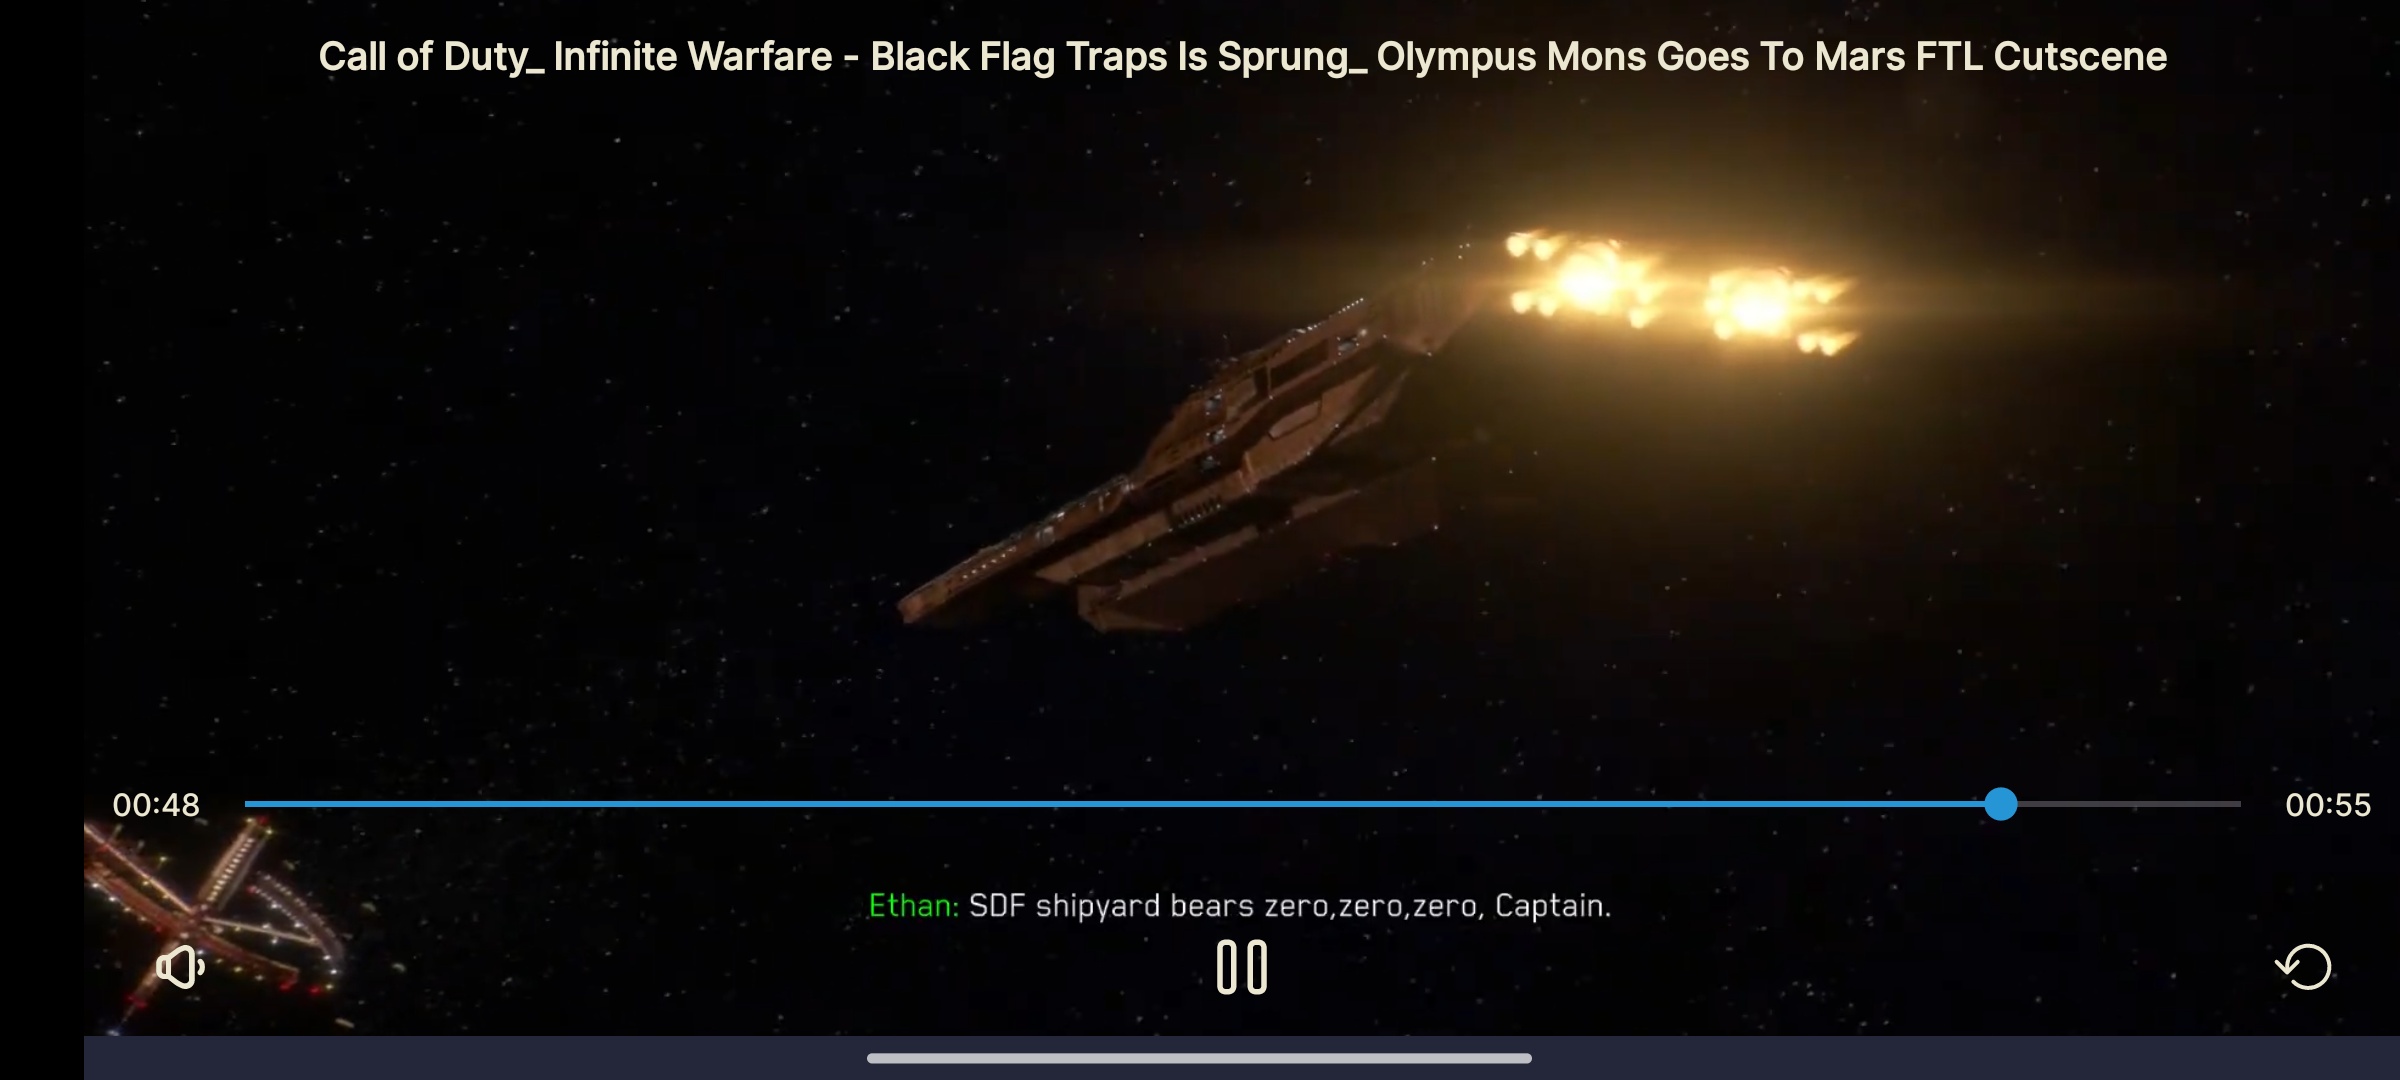 Call of Duty_ Infinite Warfare - Black Flag Traps Is Sprung_ Olympus Mons Goes To Mars FTL Cutscene
00:48
00:55
Ethan: SDF shipyard bears zero,zero,zero, Captain.